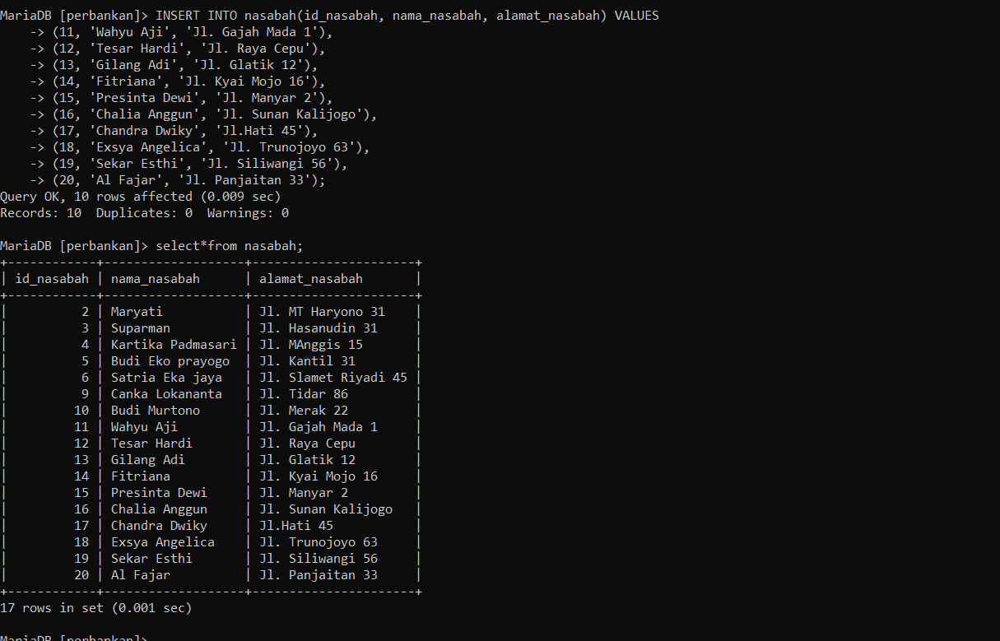 MariaDB [perbankan]> INSERT INTO nasabah(id_nasabah, nama_nasabah, alamat_nasabah) VALUES
    -> (11, 'Wahyu Aji', 'Jl. Gajah Mada 1'),
    -> (12, 'Tesar Hardi', 'Jl. Raya Cepu'),
    -> (13, 'Gilang Adi', 'Jl. Glatik 12'),
    -> (14, 'Fitriana', 'Jl. Kyai Mojo 16'),
    -> (15, 'Presinta Dewi', 'Jl. Manyar 2'),
    -> (16, 'Chalia Anggun', 'Jl. Sunan Kalijogo'),
    -> (17, 'Chandra Dwiky', 'Jl.Hati 45'),
    -> (18, 'Exsya Angelica', 'Jl. Trunojoyo 63'),
    -> (19, 'Sekar Esthi', 'Jl. Siliwangi 56'),
    -> (20, 'Al Fajar', 'Jl. Panjaitan 33');
Query OK, 10 rows affected (0.009 sec)
Records: 10  Duplicates: 0  Warnings: 0

MariaDB [perbankan]> select*from nasabah;
+------------+-------------------+----------------------+
| id_nasabah | nama_nasabah      | alamat_nasabah       |
+------------+-------------------+----------------------+
|          2 | Maryati           | Jl. MT Haryono 31    |
|          3 | Suparman          | Jl. Hasanudin 31     |
|          4 | Kartika Padmasari | Jl. MAnggis 15       |
|          5 | Budi Eko prayogo  | Jl. Kantil 31        |
|          6 | Satria Eka jaya   | Jl. Slamet Riyadi 45 |
|          9 | Canka Lokananta   | Jl. Tidar 86         |
|         10 | Budi Murtono      | Jl. Merak 22         |
|         11 | Wahyu Aji         | Jl. Gajah Mada 1     |
|         12 | Tesar Hardi       | Jl. Raya Cepu        |
|         13 | Gilang Adi        | Jl. Glatik 12        |
|         14 | Fitriana          | Jl. Kyai Mojo 16     |
|         15 | Presinta Dewi     | Jl. Manyar 2         |
|         16 | Chalia Anggun     | Jl. Sunan Kalijogo   |
|         17 | Chandra Dwiky     | Jl.Hati 45           |
|         18 | Exsya Angelica    | Jl. Trunojoyo 63     |
|         19 | Sekar Esthi       | Jl. Siliwangi 56     |
|         20 | Al Fajar          | Jl. Panjaitan 33     |
+------------+-------------------+----------------------+
17 rows in set (0.001 sec)

MariaDB [perbankan]>